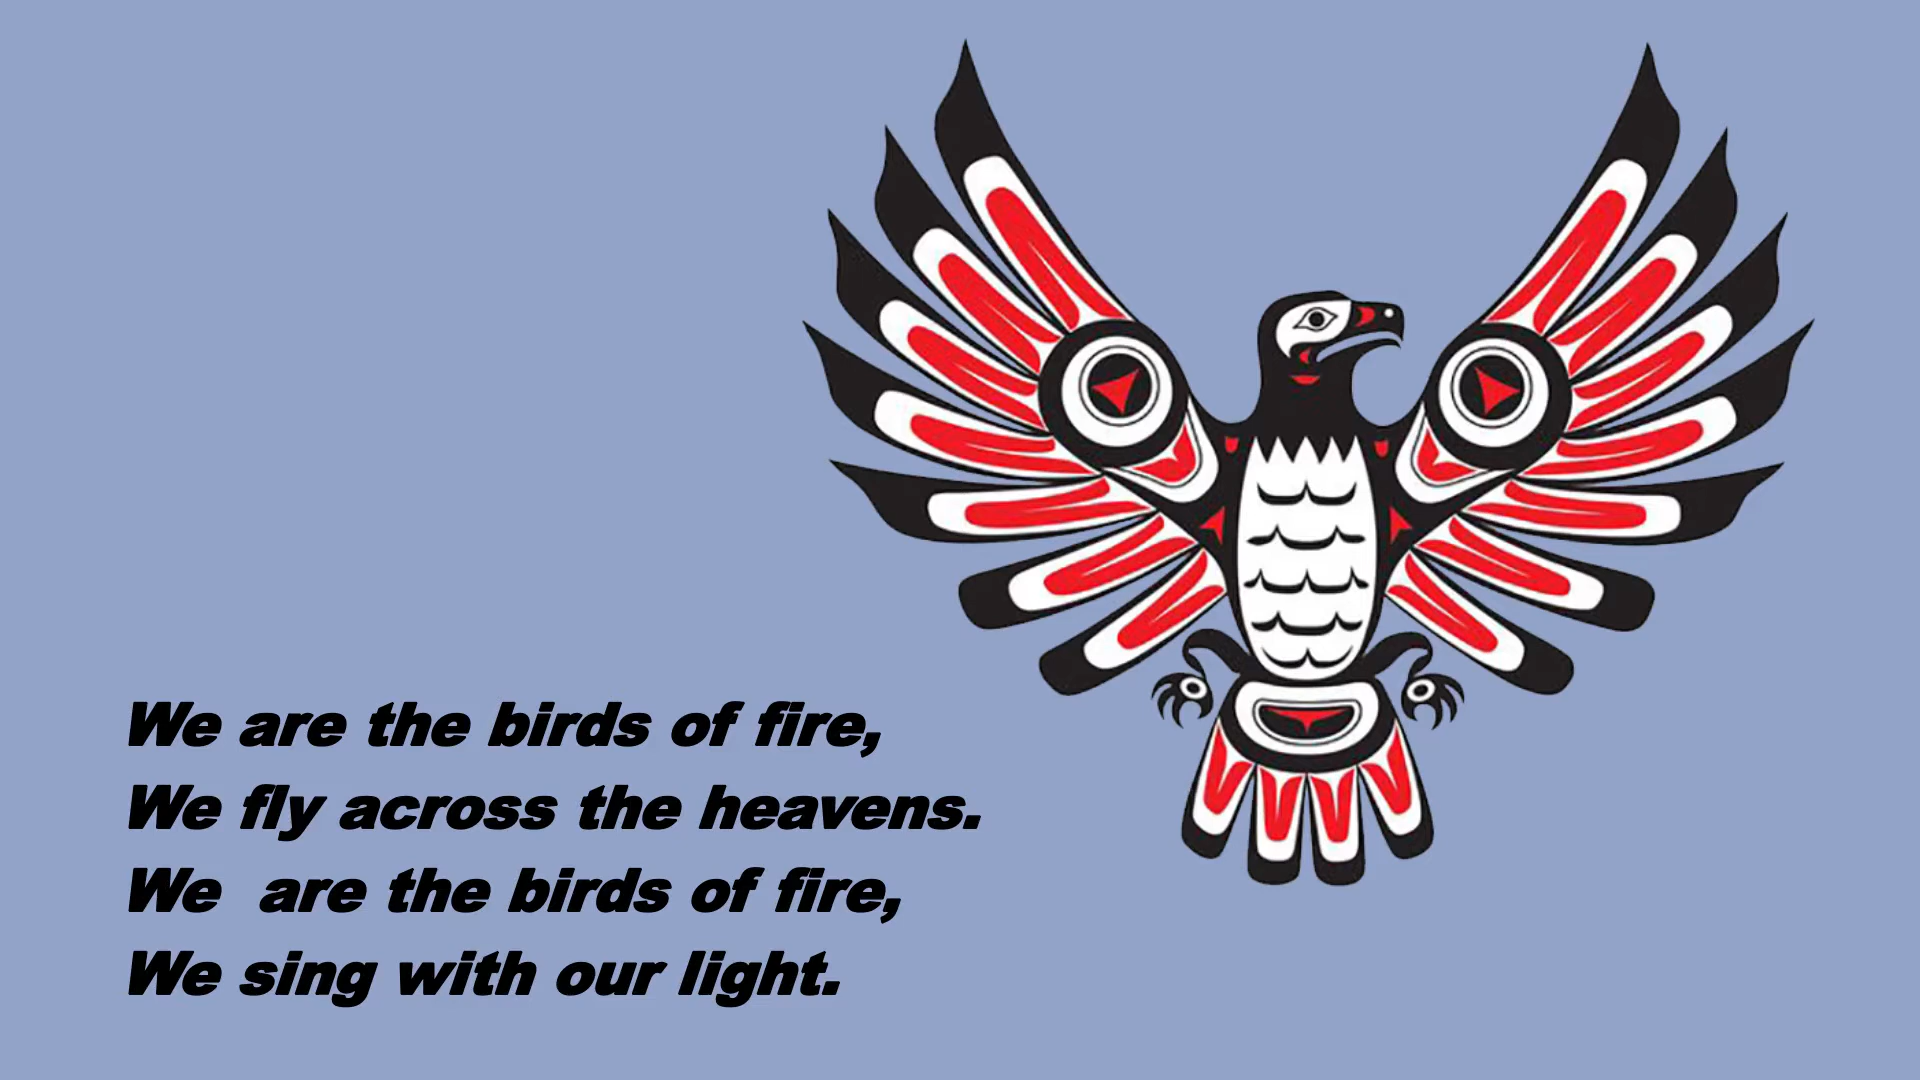 We are the birds of fire,
We fly across the heavens.
We  are the birds of fire,
We sing with our light.